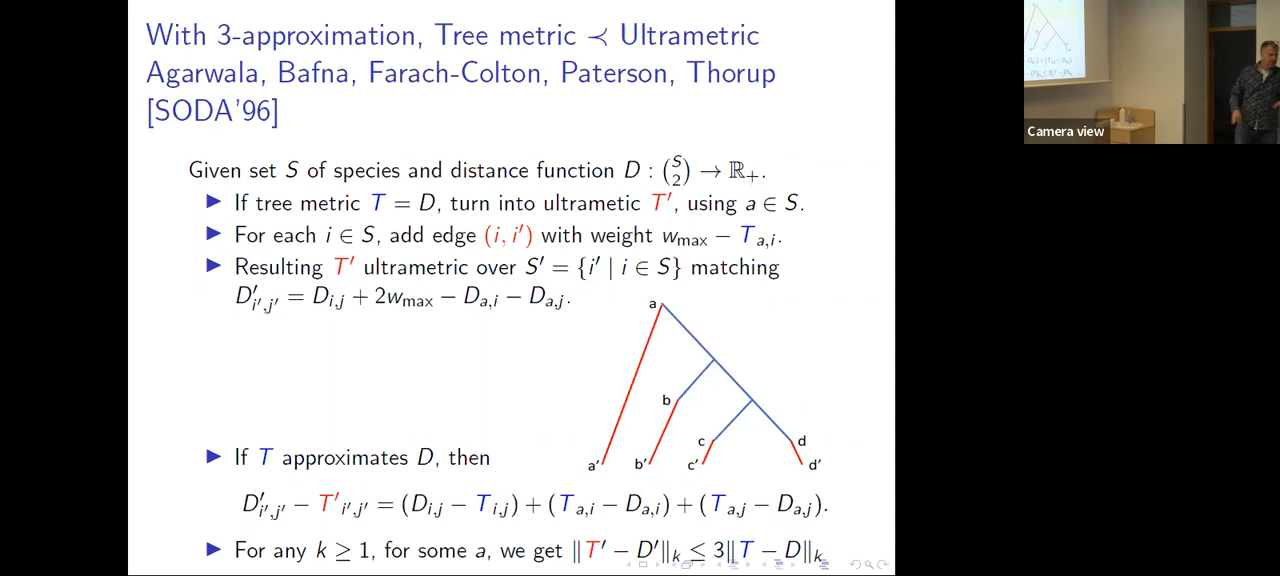 With 3-approximation, Tree metric ≺ Ultrametric
Agarwala, Bafna, Farach-Colton, Paterson, Thorup
[SODA'96]
Given set S of species and distance function D : (S 2) → ℝ₊.
▶ If tree metric T = D, turn into ultrametic T′, using a ∈ S.
▶ For each i ∈ S, add edge (i, i′) with weight w_max − T_{a,i}.
▶ Resulting T′ ultrametric over S′ = {i′ | i ∈ S} matching
D′_{i′,j′} = D_{i,j} + 2w_max − D_{a,i} − D_{a,j}.
a
b
c
d
a'
b'
c'
d'
▶ If T approximates D, then
D′_{i′,j′} − T′_{i′,j′} = (D_{i,j} − T_{i,j}) + (T_{a,i} − D_{a,i}) + (T_{a,j} − D_{a,j}).
▶ For any k ≥ 1, for some a, we get ‖T′ − D′‖_k ≤ 3‖T − D‖_k
Camera view